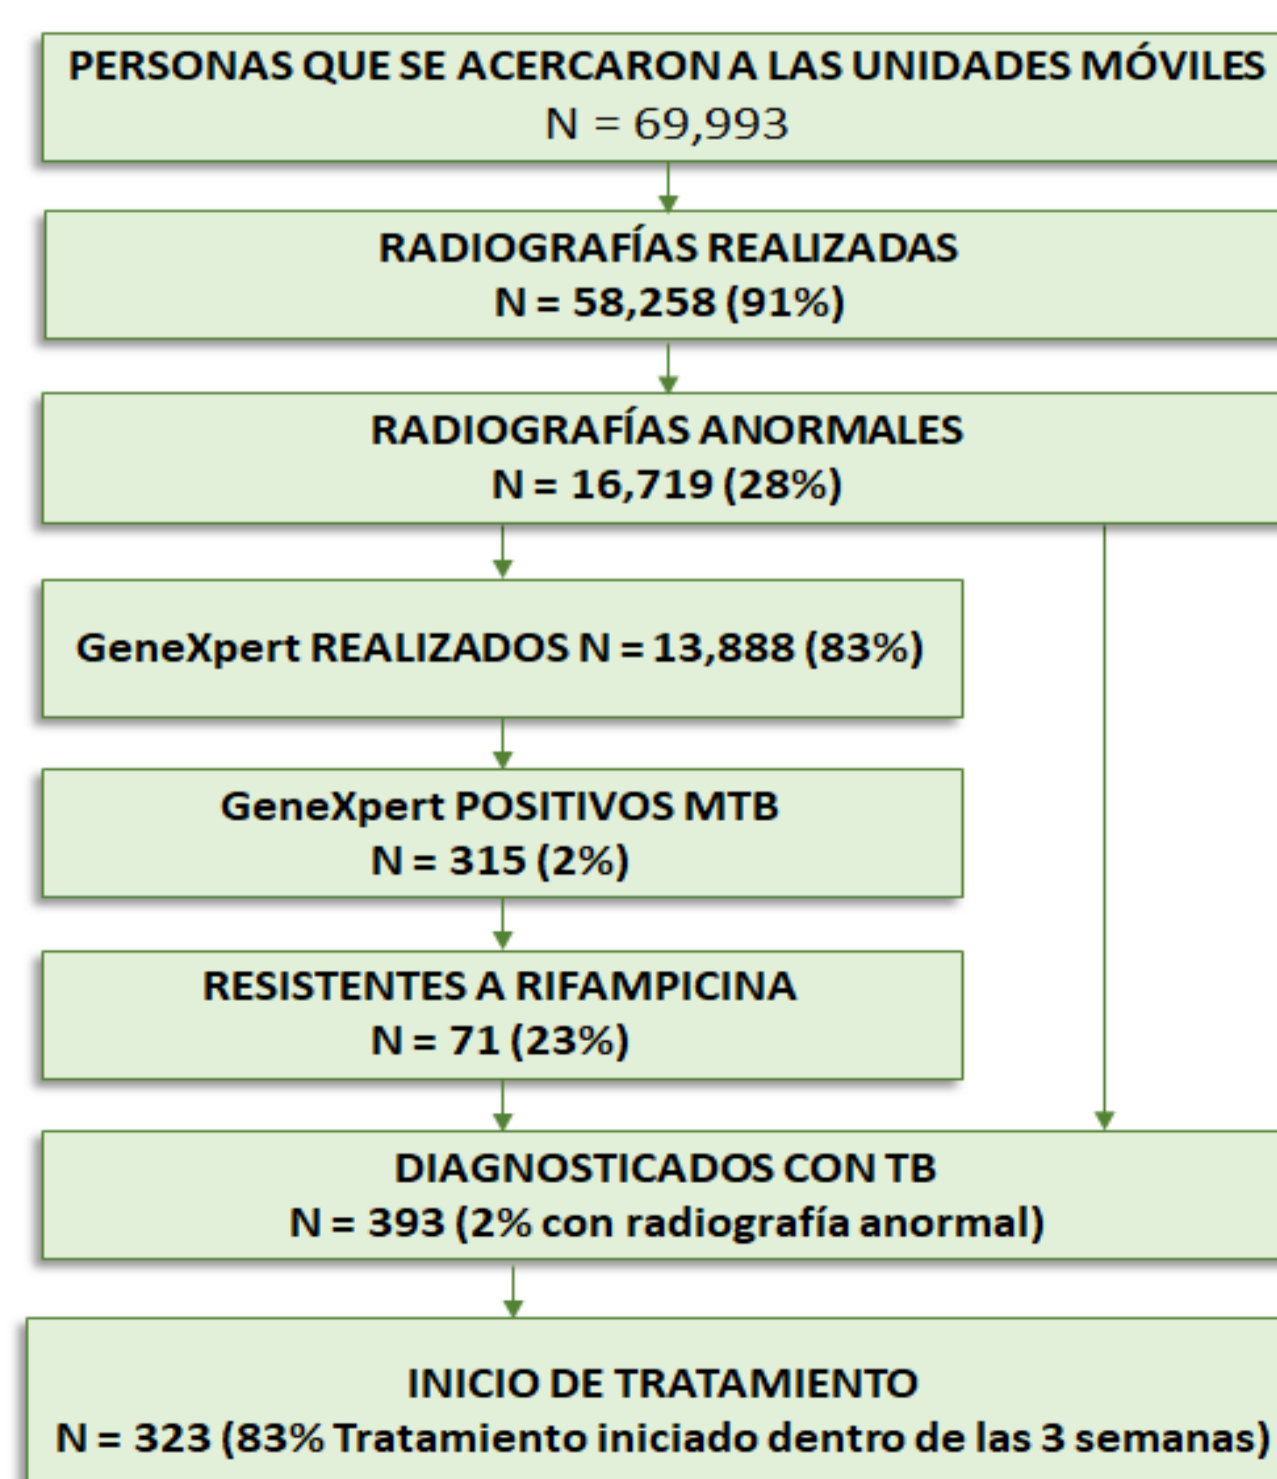 PERSONAS QUE SE ACERCARON A LAS UNIDADES MÓVILES
N = 69,993
RADIOGRAFÍAS REALIZADAS
N = 58,258 (91%)
RADIOGRAFÍAS ANORMALES
N = 16,719 (28%)
GeneXpert REALIZADOS N = 13,888 (83%)
GeneXpert POSITIVOS MTB
N = 315 (2%)
RESISTENTES A RIFAMPICINA
N = 71 (23%)
DIAGNOSTICADOS CON TB
N = 393 (2% con radiografía anormal)
INICIO DE TRATAMIENTO
N = 323 (83% Tratamiento iniciado dentro de las 3 semanas)